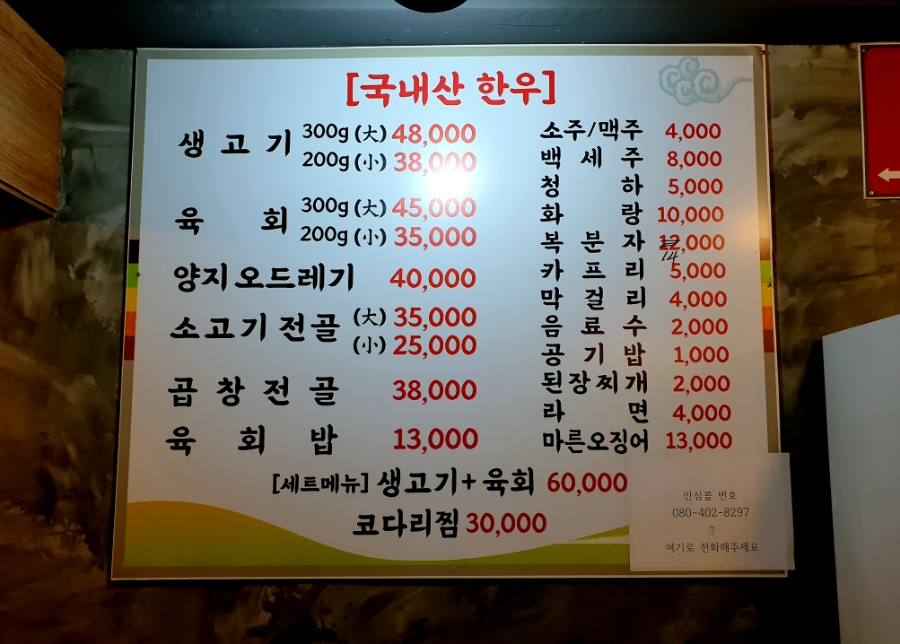 [국내산 한우]
생고기 300g (大) 48,000
200g (小) 38,000
육회 300g (大) 45,000
200g (小) 35,000
양지오드레기 40,000
소고기전골 (大) 35,000
(小) 25,000
곱창전골 38,000
육회밥 13,000
소주/맥주 4,000
백세주 8,000
청하 5,000
화랑 10,000
복분자 12,000
14
카프리 5,000
막걸리 4,000
음료수 2,000
공기밥 1,000
된장찌개 2,000
라면 4,000
마른오징어 13,000
[세트메뉴] 생고기+육회 60,000
코다리찜 30,000
안심콜 번호
080-402-8297
⇧
여기로 전화해주세요